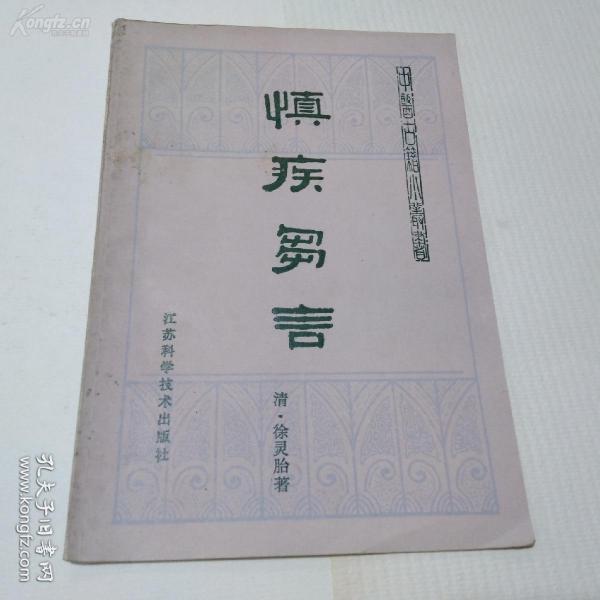 慎疾芻言
中醫古籍小叢書
清·徐灵胎著
江苏科学技术出版社
Kongfz.cn
孔夫子旧书网
www.kongfz.com